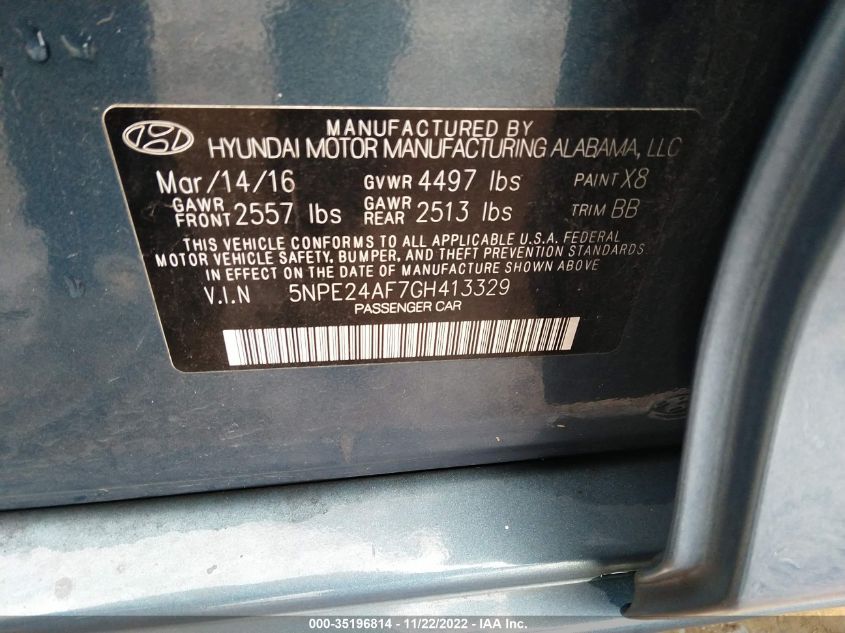 MANUFACTURED BY
HYUNDAI MOTOR MANUFACTURING ALABAMA, LLC
Mar/14/16 GVWR 4497 lbs PAINT X8
GAWR FRONT 2557 lbs GAWR REAR 2513 lbs TRIM BB
THIS VEHICLE CONFORMS TO ALL APPLICABLE U.S.A. FEDERAL
MOTOR VEHICLE SAFETY, BUMPER, AND THEFT PREVENTION STANDARDS
IN EFFECT ON THE DATE OF MANUFACTURE SHOWN ABOVE.
V.I.N 5NPE24AF7GH413329
PASSENGER CAR
000-35196814 - 11/22/2022 - IAA Inc.